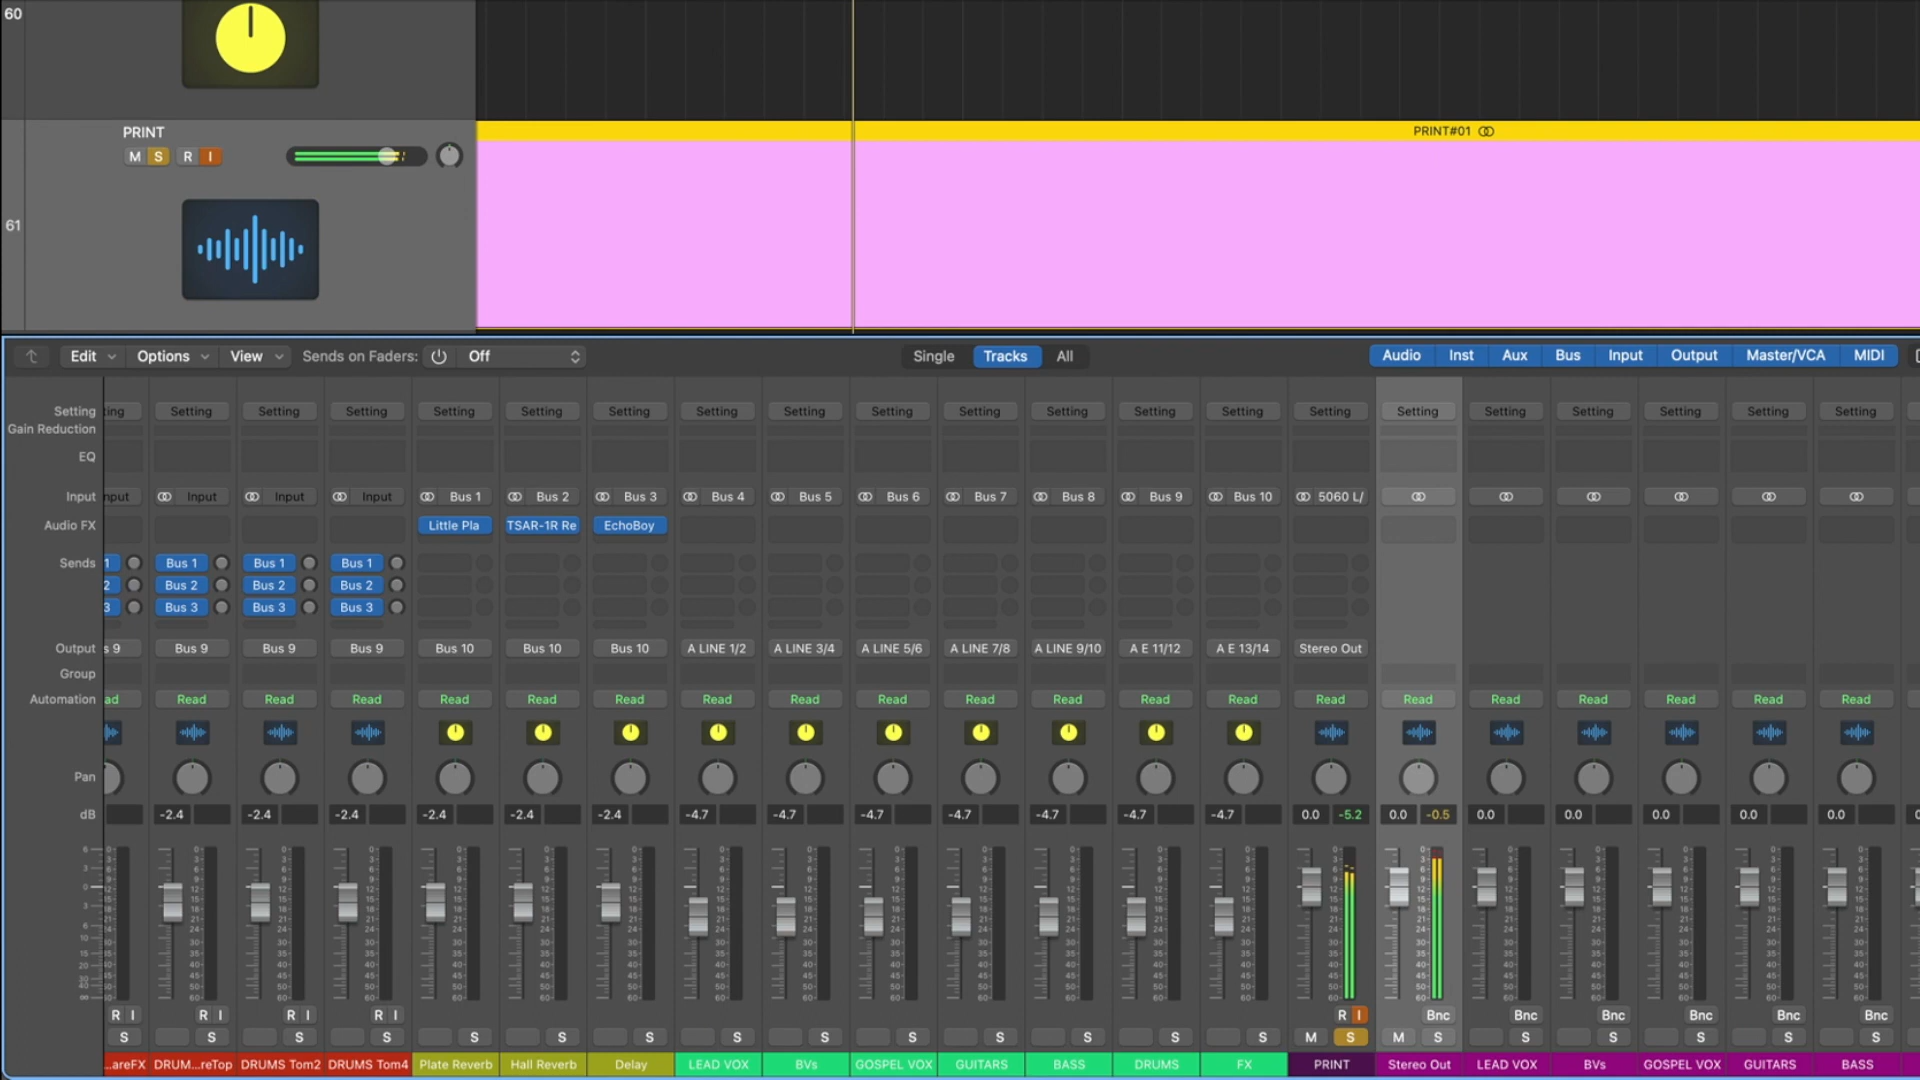 60
PRINT
M S R I
PRINT#01
61
Edit Options View Sends on Faders: Off Single Tracks All Audio Inst Aux Bus Input Output Master/VCA MIDI
Setting ting Setting Setting Setting Setting Setting Setting Setting Setting Setting Setting Setting Setting Setting Setting Setting Setting Setting Setting Setting Setting
Gain Reduction
EQ
Input nput Input Input Input Bus 1 Bus 2 Bus 3 Bus 4 Bus 5 Bus 6 Bus 7 Bus 8 Bus 9 Bus 10 5060 L/
Audio FX Little Pla TSAR-1R Re EchoBoy
Sends 1 Bus 1 Bus 1 Bus 1
2 Bus 2 Bus 2 Bus 2
3 Bus 3 Bus 3 Bus 3
Output s 9 Bus 9 Bus 9 Bus 9 Bus 10 Bus 10 Bus 10 A LINE 1/2 A LINE 3/4 A LINE 5/6 A LINE 7/8 A LINE 9/10 A E 11/12 A E 13/14 Stereo Out
Group
Automation ad Read Read Read Read Read Read Read Read Read Read Read Read Read Read Read Read Read Read Read Read
Pan
dB -2.4 -2.4 -2.4 -2.4 -2.4 -2.4 -4.7 -4.7 -4.7 -4.7 -4.7 -4.7 -4.7 0.0 -5.2 0.0 -0.5 0.0 0.0 0.0 0.0 0.0
R I R I R I R I R I Bnc Bnc Bnc Bnc Bnc Bnc
S S S S S S S S S S S S S S M S M S S S S S S
...areFX DRUM...reTop DRUMS Tom2 DRUMS Tom4 Plate Reverb Hall Reverb Delay LEAD VOX BVs GOSPEL VOX GUITARS BASS DRUMS FX PRINT Stereo Out LEAD VOX BVs GOSPEL VOX GUITARS BASS